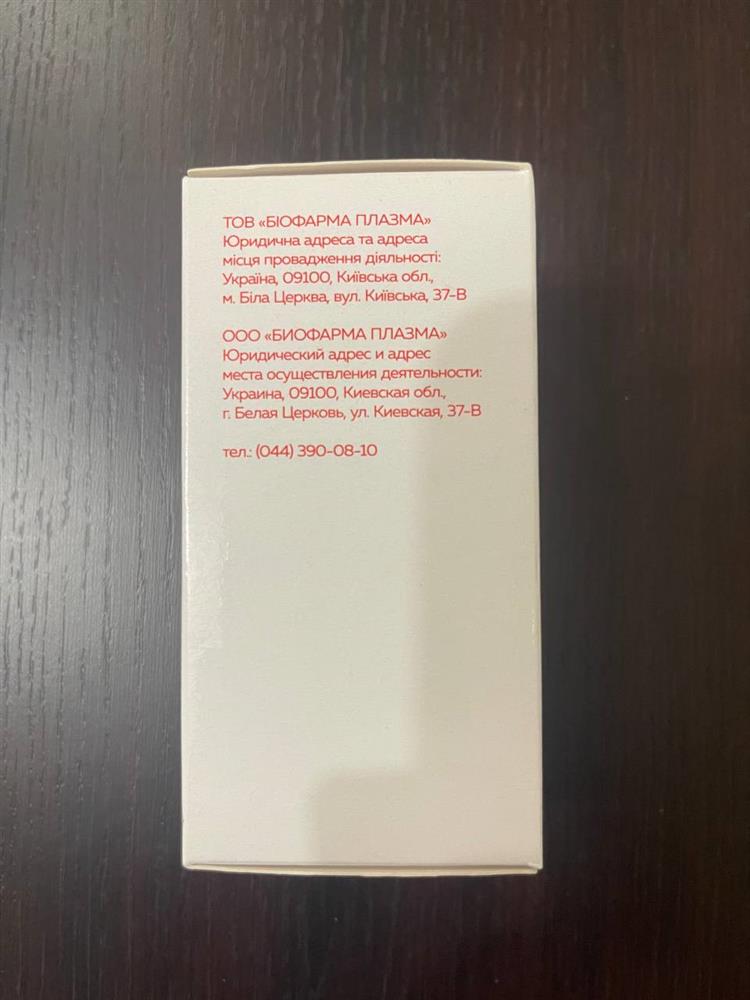 ТОВ «БІОФАРМА ПЛАЗМА»
Юридична адреса та адреса
місця провадження діяльності:
Україна, 09100, Київська обл.,
м. Біла Церква, вул. Київська, 37-В
ООО «БИОФАРМА ПЛАЗМА»
Юридический адрес и адрес
места осуществления деятельности:
Украина, 09100, Киевская обл.,
г. Белая Церковь, ул. Киевская, 37-В
тел.: (044) 390-08-10